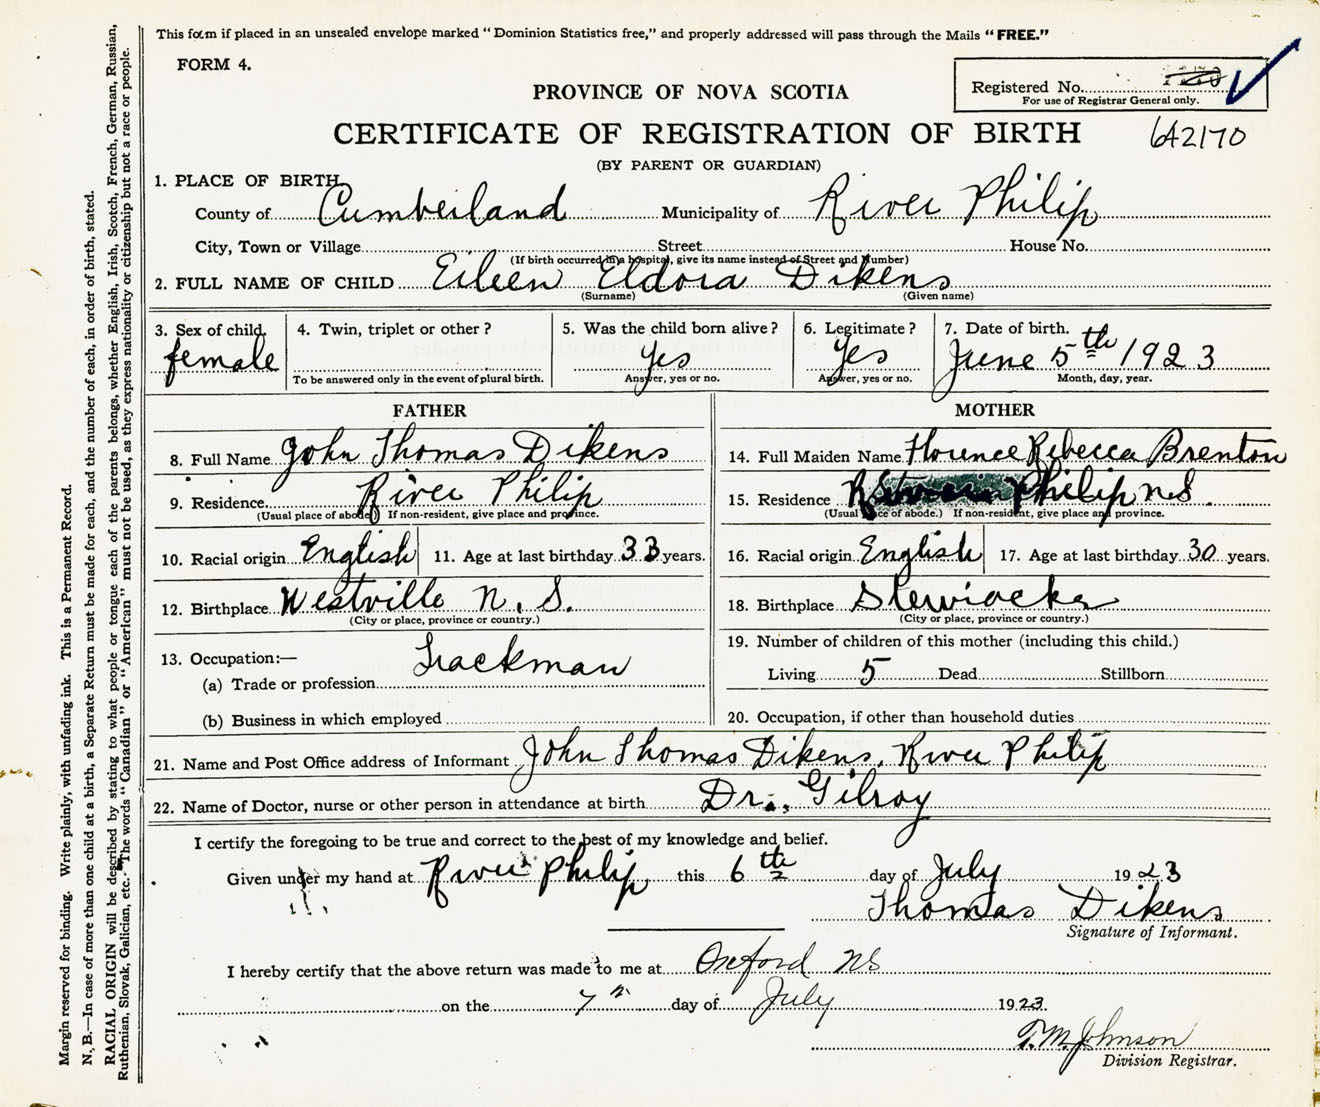 This form if placed in an unsealed envelope marked "Dominion Statistics free," and properly addressed will pass through the Mails "FREE."
FORM 4.
Registered No.
For use of Registrar General only.
PROVINCE OF NOVA SCOTIA
CERTIFICATE OF REGISTRATION OF BIRTH
642170
(BY PARENT OR GUARDIAN)
1. PLACE OF BIRTH
County of Cumberland Municipality of River Philip
City, Town or Village Street House No.
(If birth occurred in a hospital, give its name instead of Street and Number)
2. FULL NAME OF CHILD Eileen Eldora Dikens
(Surname) (Given name)
3. Sex of child. 4. Twin, triplet or other? 5. Was the child born alive? 6. Legitimate? 7. Date of birth.
female Yes Yes June 5th 1923
To be answered only in the event of plural birth. Answer, yes or no. Answer, yes or no. Month, day, year.
FATHER
8. Full Name John Thomas Dikens
9. Residence River Philip
(Usual place of abode.) If non-resident, give place and province.
10. Racial origin English 11. Age at last birthday 33 years.
12. Birthplace Westville N. S.
(City or place, province or country.)
13. Occupation:—
(a) Trade or profession Trackman
(b) Business in which employed
MOTHER
14. Full Maiden Name Florence Rebecca Brenton
15. Residence Philip N S
(Usual place of abode.) If non-resident, give place and province.
16. Racial origin English 17. Age at last birthday 30 years.
18. Birthplace Stewiacke
(City or place, province or country.)
19. Number of children of this mother (including this child.)
Living 5 Dead Stillborn
20. Occupation, if other than household duties
21. Name and Post Office address of Informant John Thomas Dikens, River Philip
22. Name of Doctor, nurse or other person in attendance at birth Dr. Gilroy
I certify the foregoing to be true and correct to the best of my knowledge and belief.
Given under my hand at River Philip this 6th day of July 1923
Thomas Dikens
Signature of Informant.
I hereby certify that the above return was made to me at Oxford NS
on the 7" day of July 1923.
T. M. Johnson
Division Registrar.
Margin reserved for binding. Write plainly, with unfading ink. This is a Permanent Record.
N. B.—In case of more than one child at a birth, a Separate Return must be made for each, and the number of each, in order of birth, stated.
RACIAL ORIGIN will be described by stating to what people or tongue each of the parents belongs, whether English, Irish, Scotch, French, German, Russian,
Ruthenian, Slovak, Galician, etc. The words "Canadian" or "American" must not be used, as they express nationality or citizenship but not a race or people.